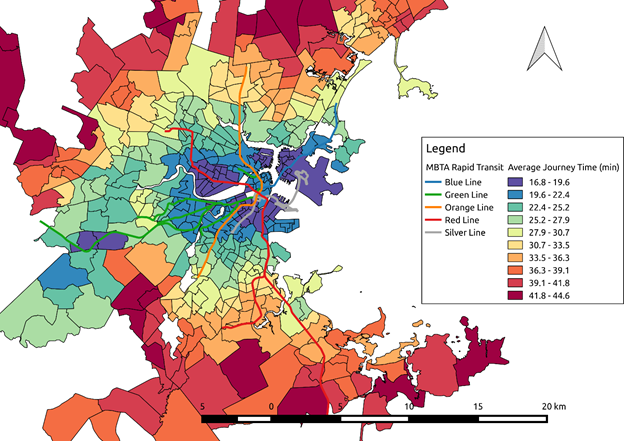 Legend
MBTA Rapid Transit Average Journey Time (min)
Blue Line 16.8 - 19.6
Green Line 19.6 - 22.4
Orange Line 22.4 - 25.2
Red Line 25.2 - 27.9
Silver Line 27.9 - 30.7
30.7 - 33.5
33.5 - 36.3
36.3 - 39.1
39.1 - 41.8
41.8 - 44.6
5 0 5 10 15 20 km